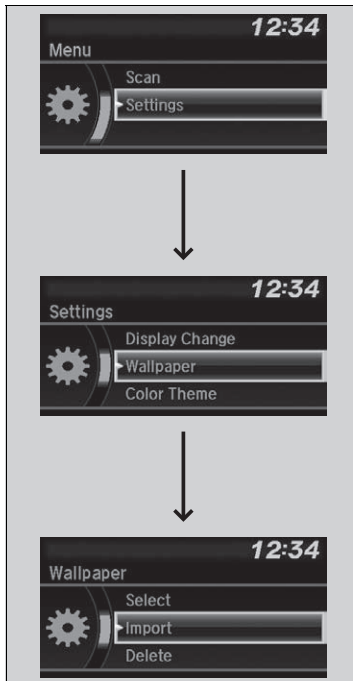 12:34
Menu
Scan
Settings
12:34
Settings
Display Change
Wallpaper
Color Theme
12:34
Wallpaper
Select
Import
Delete